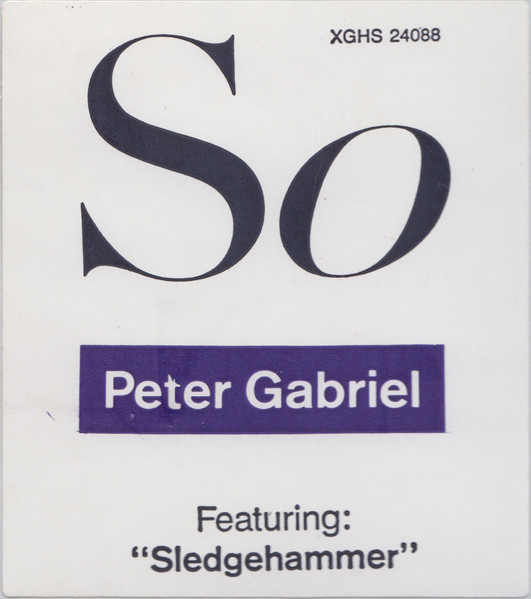 XGHS 24088
So
Peter Gabriel
Featuring:
“Sledgehammer”